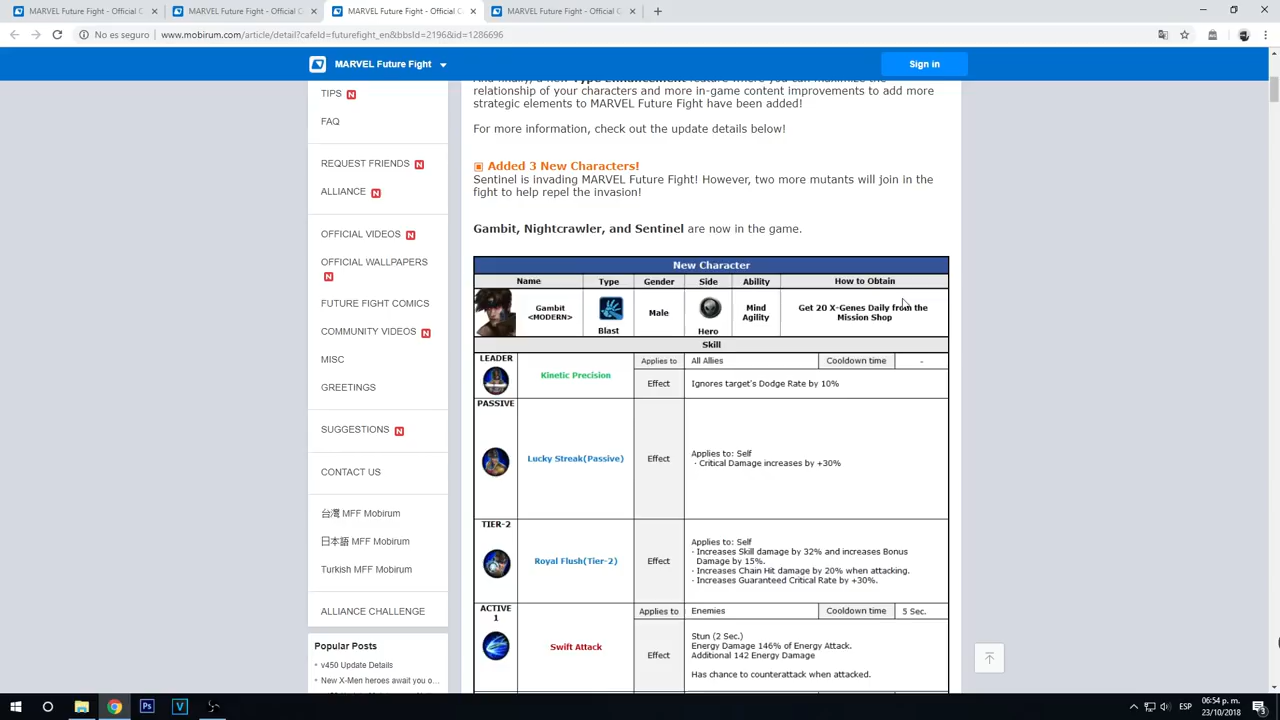 MARVEL Future Fight - Official C
MARVEL Future Fight - Official C
MARVEL Future Fight - Official C
MARVEL Future Fight - Official C
No es seguro
www.mobirum.com/article/detail?cafeId=futurefight_en&bbsId=2196&id=1286696
MARVEL Future Fight
Sign in
TIPS N
FAQ
REQUEST FRIENDS N
ALLIANCE N
OFFICIAL VIDEOS N
OFFICIAL WALLPAPERS
N
FUTURE FIGHT COMICS
COMMUNITY VIDEOS N
MISC
GREETINGS
SUGGESTIONS N
CONTACT US
台灣 MFF Mobirum
日本語 MFF Mobirum
Turkish MFF Mobirum
ALLIANCE CHALLENGE
Popular Posts
v450 Update Details
New X-Men heroes await you o...
relationship of your characters and more in-game content improvements to add more
strategic elements to MARVEL Future Fight have been added!
For more information, check out the update details below!
▣ Added 3 New Characters!
Sentinel is invading MARVEL Future Fight! However, two more mutants will join in the
fight to help repel the invasion!
Gambit, Nightcrawler, and Sentinel are now in the game.
New Character
Name
Type
Gender
Side
Ability
How to Obtain
Gambit
<MODERN>
Blast
Male
Hero
Mind
Agility
Get 20 X-Genes Daily from the
Mission Shop
Skill
LEADER
Kinetic Precision
Applies to
All Allies
Cooldown time
-
Effect
Ignores target's Dodge Rate by 10%
PASSIVE
Lucky Streak(Passive)
Effect
Applies to: Self
· Critical Damage increases by +30%
TIER-2
Royal Flush(Tier-2)
Effect
Applies to: Self
· Increases Skill damage by 32% and increases Bonus
Damage by 15%.
· Increases Chain Hit damage by 20% when attacking.
· Increases Guaranteed Critical Rate by +30%.
ACTIVE
1
Swift Attack
Applies to
Enemies
Cooldown time
5 Sec.
Effect
Stun (2 Sec.)
Energy Damage 146% of Energy Attack.
Additional 142 Energy Damage
Has chance to counterattack when attacked.
Ps
V
ESP
06:54 p. m.
23/10/2018
3